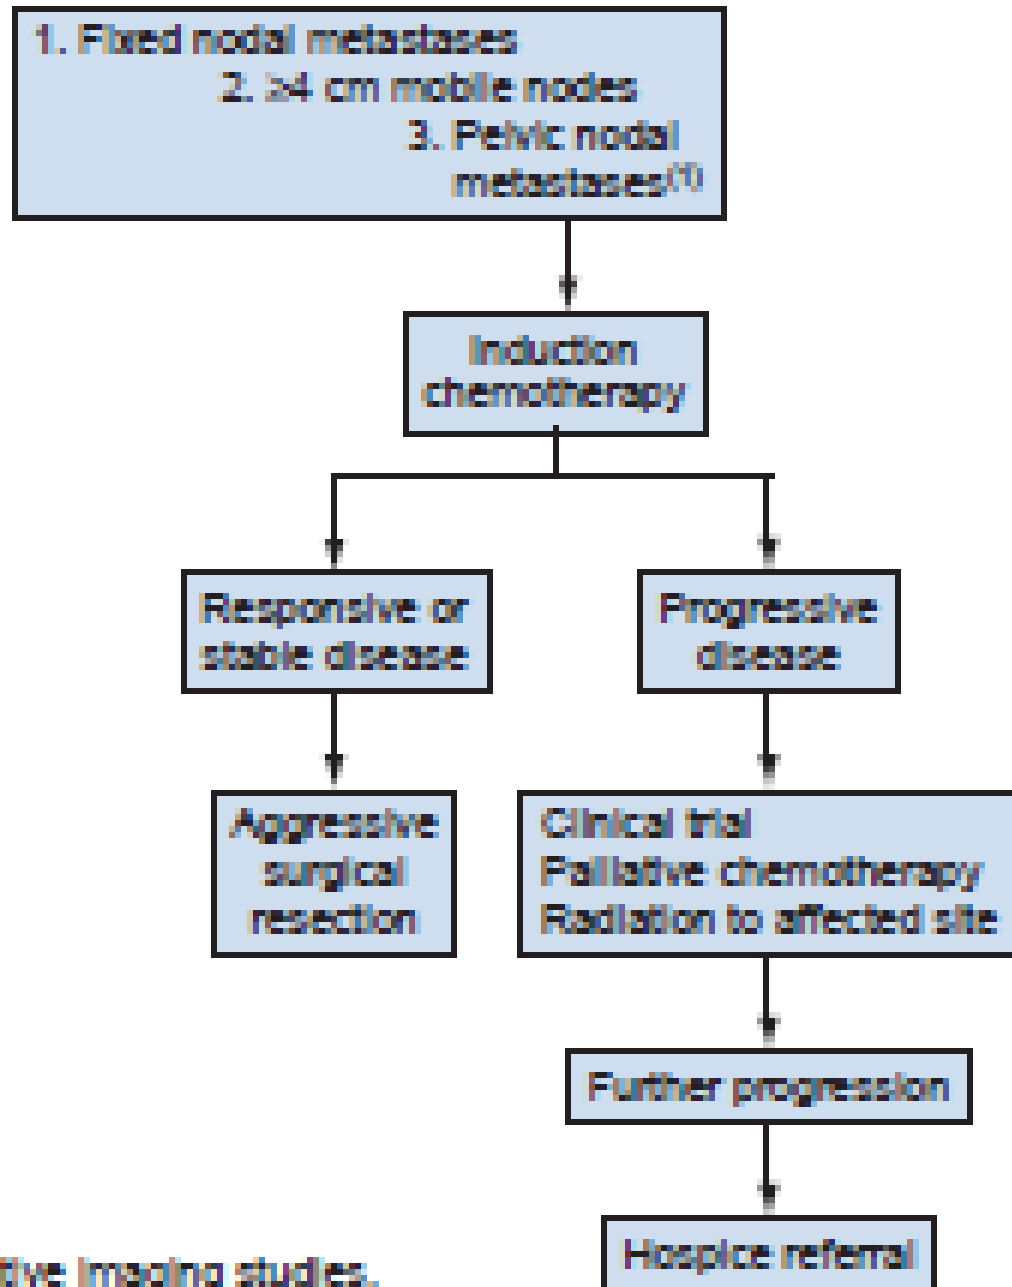 1. Fixed nodal metastases
2. ≥4 cm mobile nodes
3. Pelvic nodal
metastases(1)
Induction
chemotherapy
Responsive or
stable disease
Progressive
disease
Aggressive
surgical
resection
Clinical trial
Palliative chemotherapy
Radiation to affected site
Further progression
Hospice referral
imaging studies.